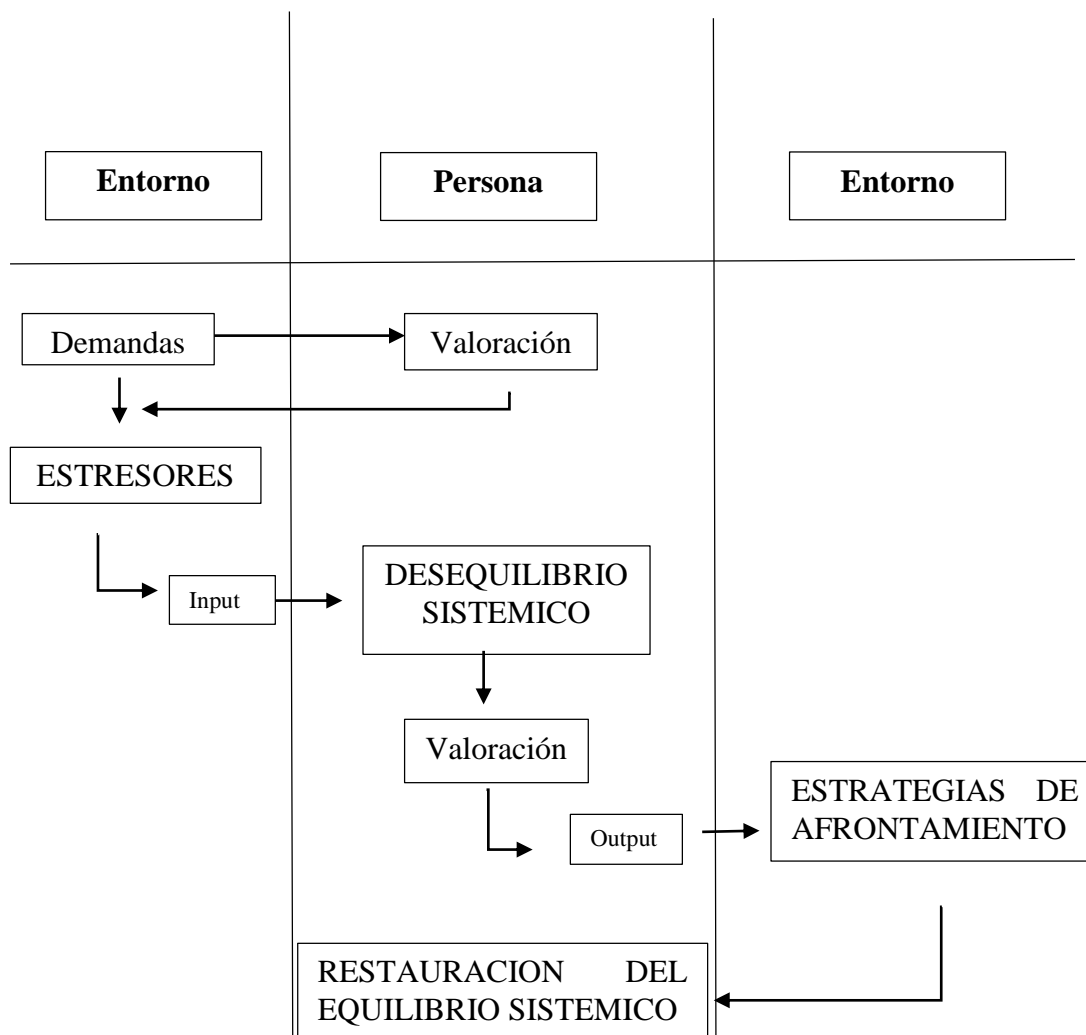 Entorno
Persona
Entorno
Demandas
Valoración
ESTRESORES
Input
DESEQUILIBRIO
SISTEMICO
Valoración
Output
ESTRATEGIAS DE
AFRONTAMIENTO
RESTAURACION DEL
EQUILIBRIO SISTEMICO